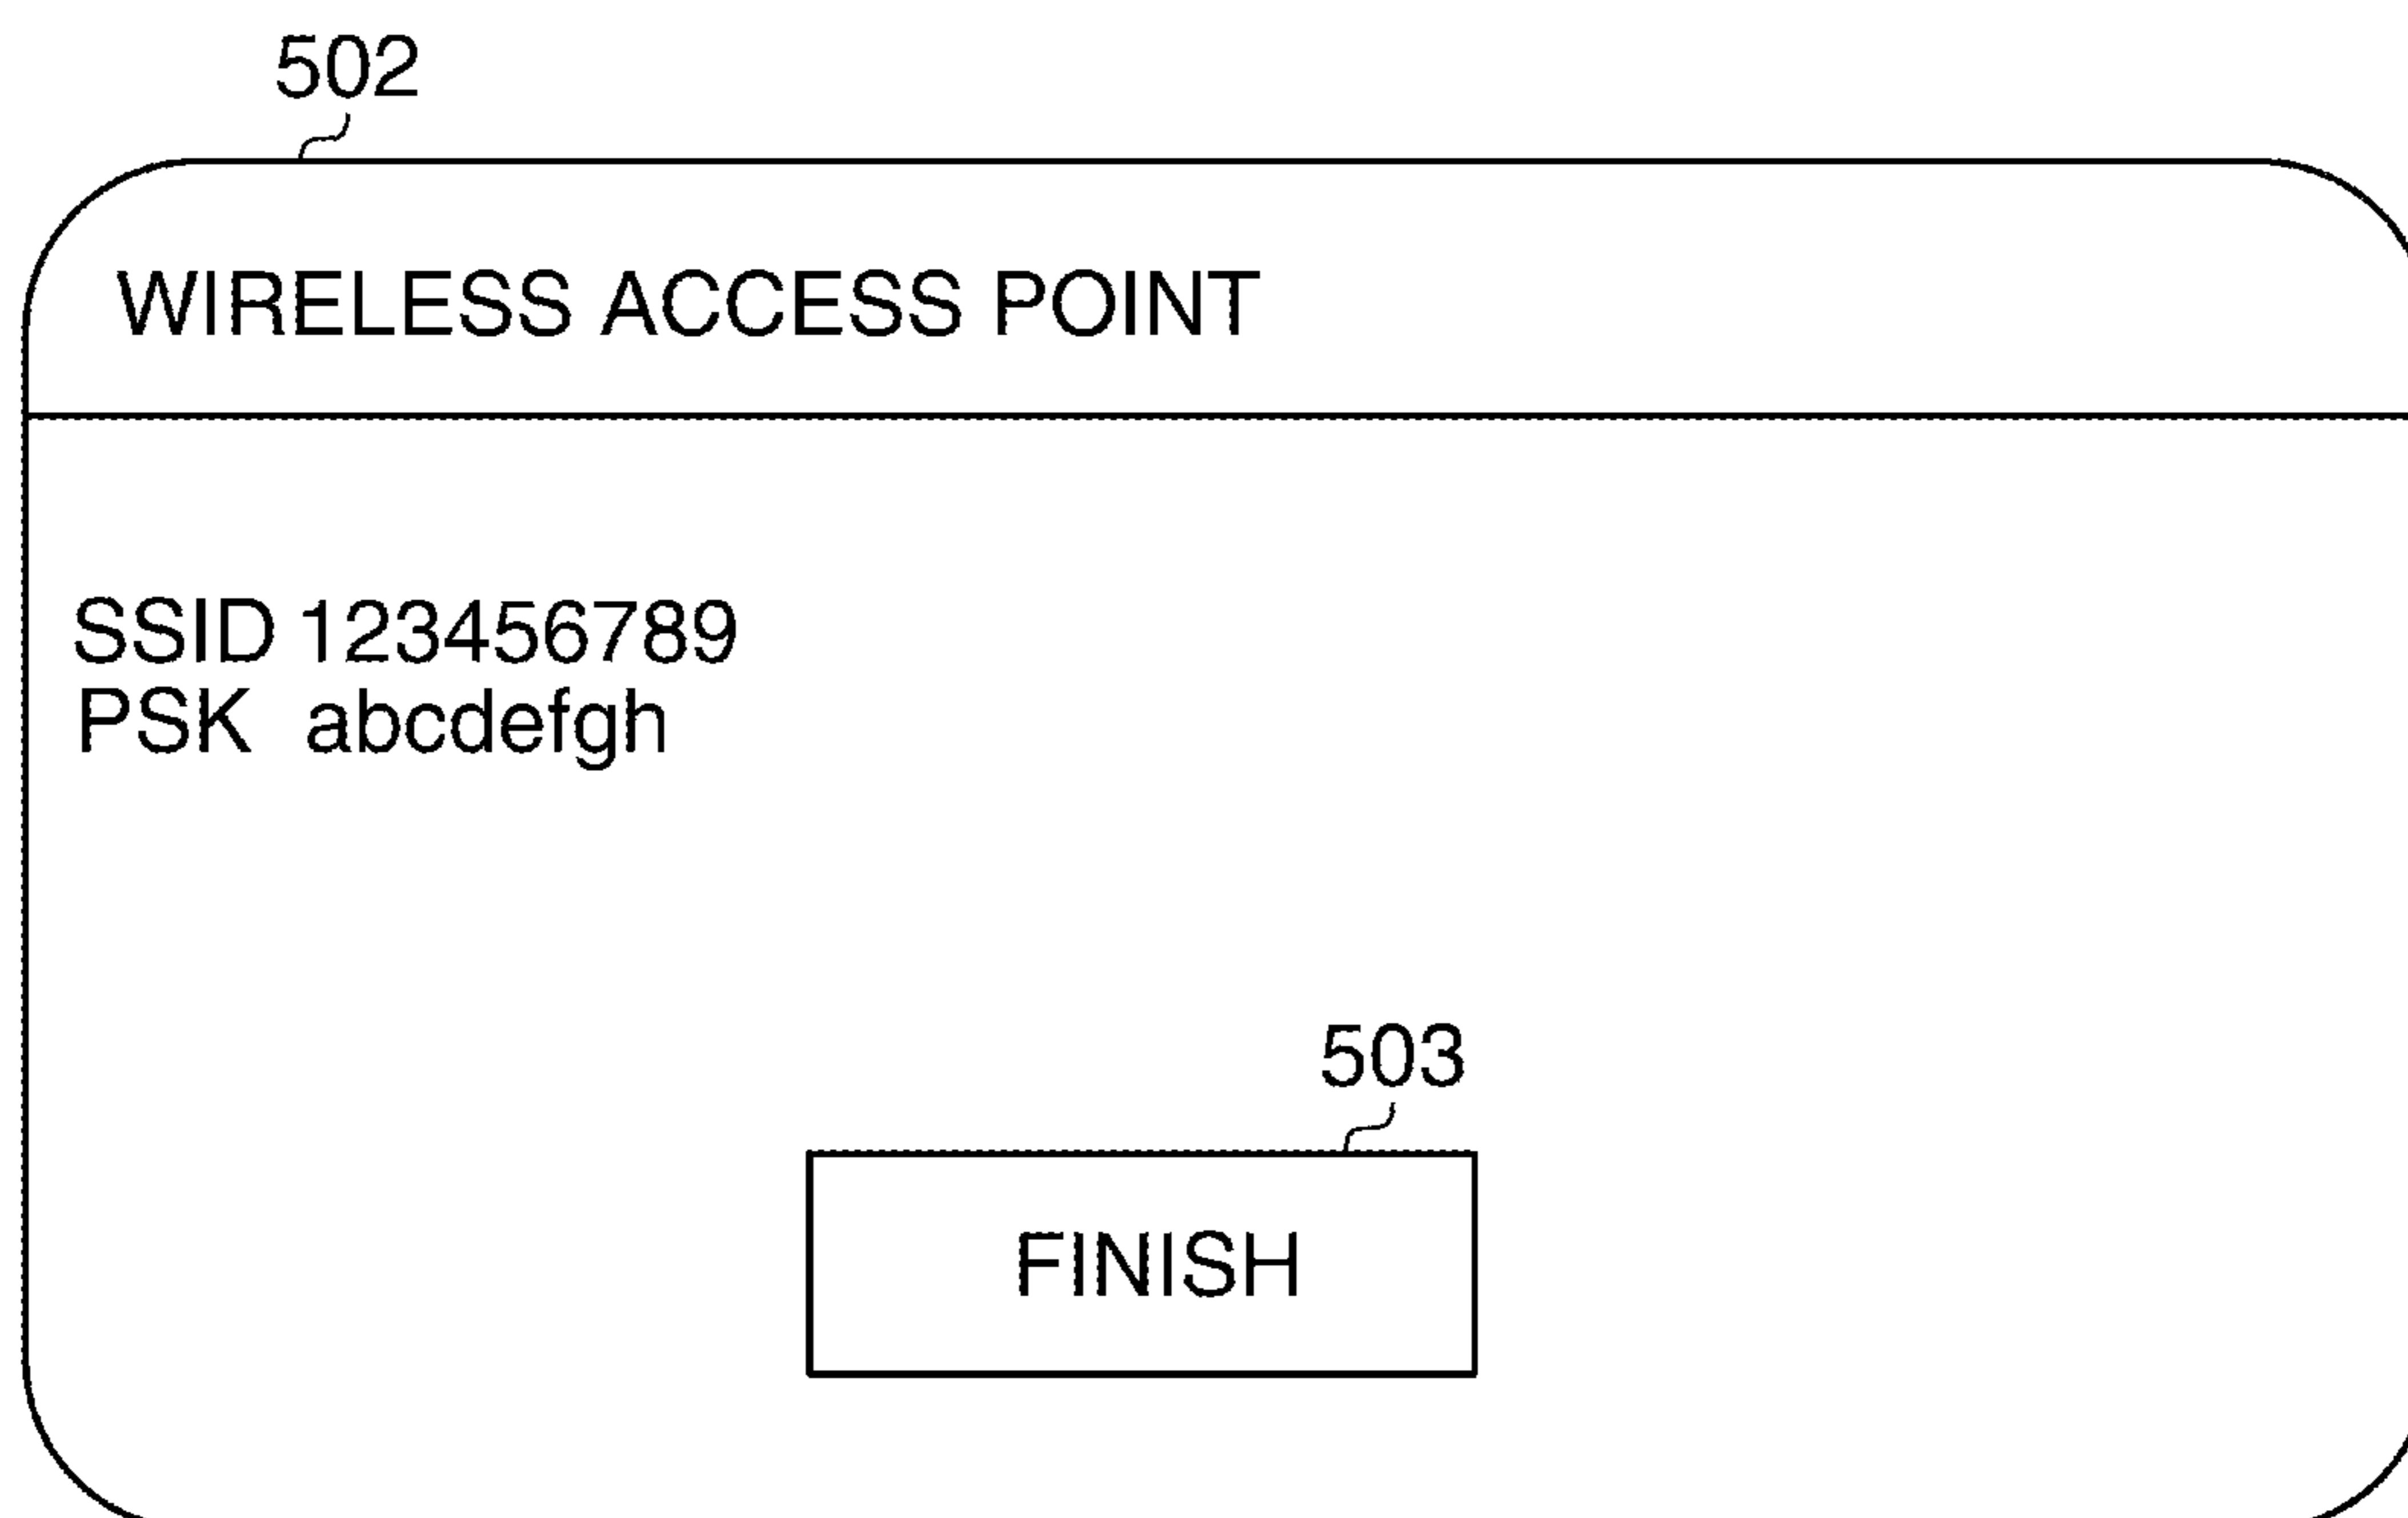 502
WIRELESS ACCESS POINT
SSID 123456789
PSK abcdefgh
503
FINISH